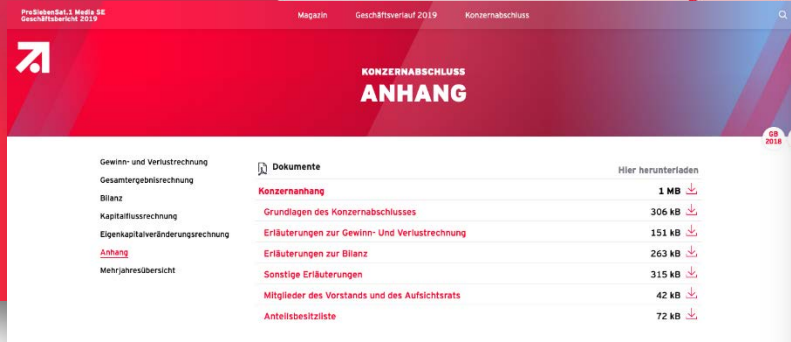 ProSiebenSat.1 Media SE
Geschäftsbericht 2019
Magazin Geschäftsverlauf 2019 Konzernabschluss
KONZERNABSCHLUSS
ANHANG
GB
2018
Gewinn- und Verlustrechnung
Gesamtergebnisrechnung
Bilanz
Kapitalflussrechnung
Eigenkapitalveränderungsrechnung
Anhang
Mehrjahresübersicht
Dokumente Hier herunterladen
Konzernanhang 1 MB
Grundlagen des Konzernabschlusses 306 kB
Erläuterungen zur Gewinn- Und Verlustrechnung 151 kB
Erläuterungen zur Bilanz 263 kB
Sonstige Erläuterungen 315 kB
Mitglieder des Vorstands und des Aufsichtsrats 42 kB
Anteilsbesitzliste 72 kB